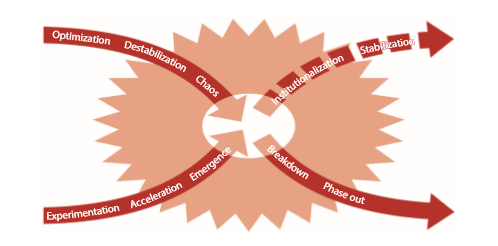 Optimization Destabilization Chaos
Institutionalization Stabilization
Experimentation Acceleration Emergence
Breakdown Phase out